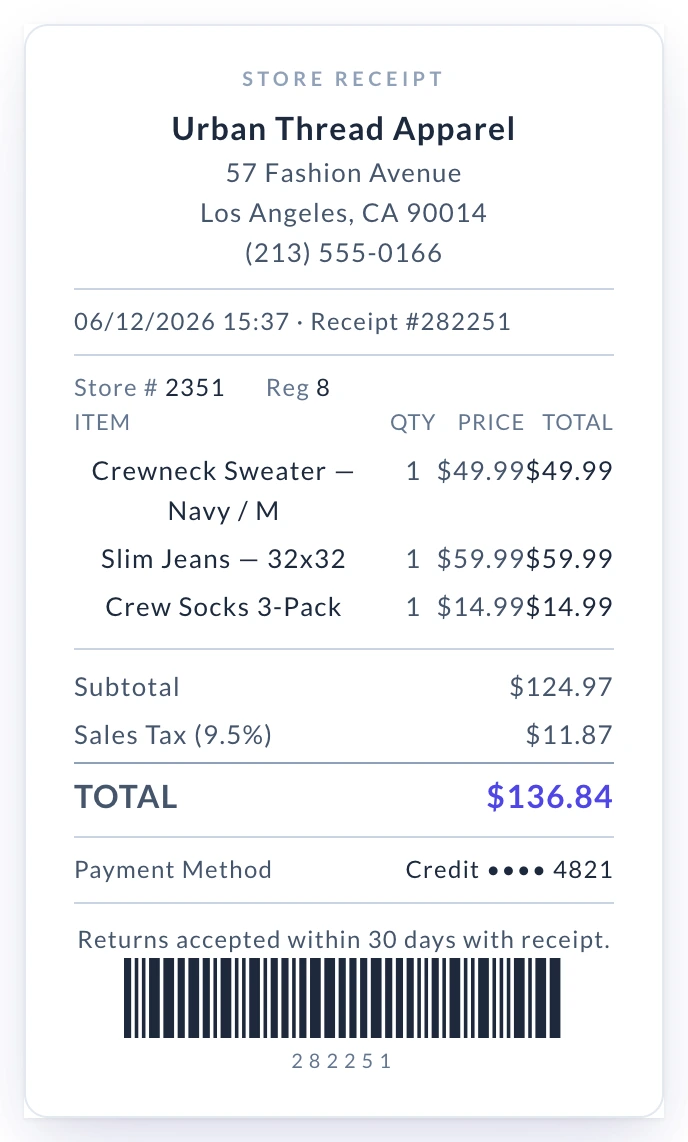 STORE RECEIPT
Urban Thread Apparel
57 Fashion Avenue
Los Angeles, CA 90014
(213) 555-0166
06/12/2026 15:37 · Receipt #282251
Store # 2351 Reg 8
ITEM QTY PRICE TOTAL
Crewneck Sweater — 1 $49.99 $49.99
Navy / M
Slim Jeans — 32x32 1 $59.99 $59.99
Crew Socks 3-Pack 1 $14.99 $14.99
Subtotal $124.97
Sales Tax (9.5%) $11.87
TOTAL $136.84
Payment Method Credit •••• 4821
Returns accepted within 30 days with receipt.
282251